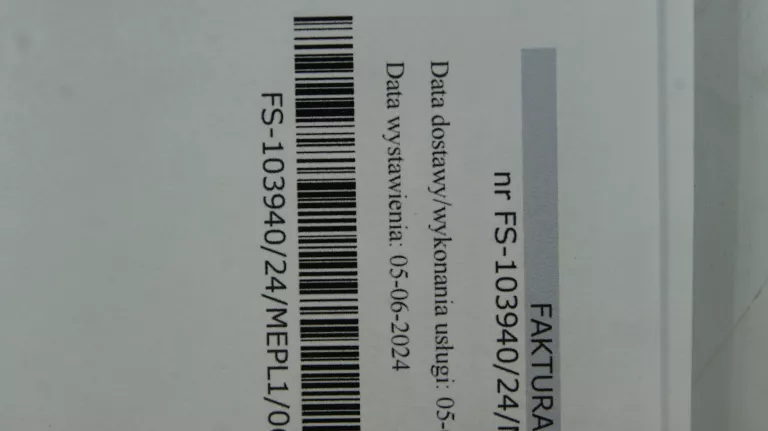 FAKTURA
nr FS-103940/24/
Data dostawy/wykonania usługi: 05-
Data wystawienia: 05-06-2024
FS-103940/24/MEPL1/0